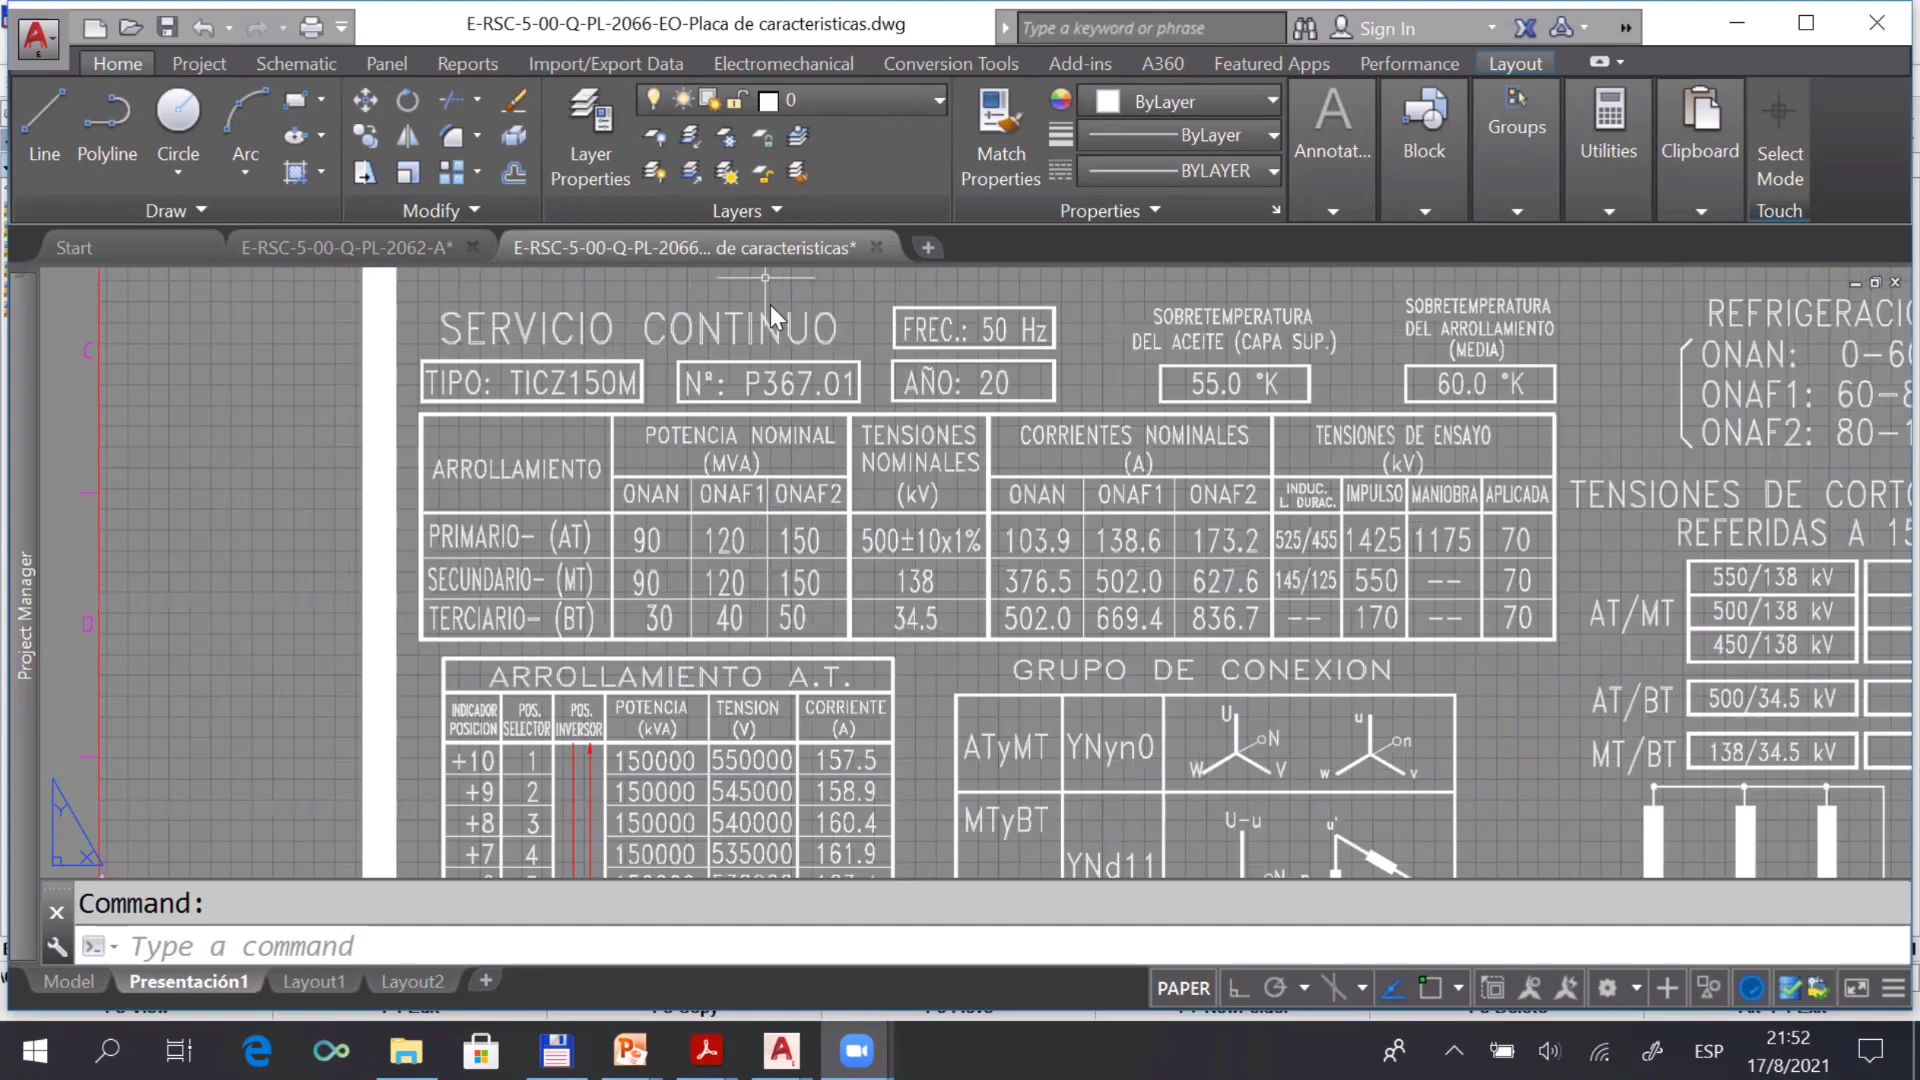 E-RSC-5-00-Q-PL-2066-EO-Placa de caracteristicas.dwg
Type a keyword or phrase
Sign In
Home Project Schematic Panel Reports Import/Export Data Electromechanical Conversion Tools Add-ins A360 Featured Apps Performance Layout
Line Polyline Circle Arc
Draw
Modify
Layer Properties
0
Layers
Match Properties
ByLayer
ByLayer
BYLAYER
Properties
Annotat...
Block
Groups
Utilities
Clipboard
Select Mode
Touch
Start E-RSC-5-00-Q-PL-2062-A* E-RSC-5-00-Q-PL-2066... de caracteristicas*
Project Manager
C
D
Y
X
SERVICIO CONTINUO
FREC.: 50 Hz
SOBRETEMPERATURA
DEL ACEITE (CAPA SUP.)
55.0 °K
SOBRETEMPERATURA
DEL ARROLLAMIENTO
(MEDIA)
60.0 °K
TIPO: TICZ150M Nº: P367.01 AÑO: 20
ONAN:
ONAF1:
ONAF2:
ARROLLAMIENTO POTENCIA NOMINAL (MVA) TENSIONES NOMINALES (kV) CORRIENTES NOMINALES (A) TENSIONES DE ENSAYO (kV)
ONAN ONAF1 ONAF2 ONAN ONAF1 ONAF2 INDUC. L. DURAC. IMPULSO MANIOBRA APLICADA
PRIMARIO- (AT) 90 120 150 500±10x1% 103.9 138.6 173.2 525/455 1425 1175 70
SECUNDARIO- (MT) 90 120 150 138 376.5 502.0 627.6 145/125 550 -- 70
TERCIARIO- (BT) 30 40 50 34.5 502.0 669.4 836.7 -- 170 -- 70
TENSIONES DE
REFERIDAS A
AT/MT
550/138 kV
500/138 kV
450/138 kV
AT/BT 500/34.5 kV
MT/BT 138/34.5 kV
ARROLLAMIENTO A.T.
INDICADOR POSICION POS. SELECTOR POS. INVERSOR POTENCIA (kVA) TENSION (V) CORRIENTE (A)
+10 1 150000 550000 157.5
+9 2 150000 545000 158.9
+8 3 150000 540000 160.4
+7 4 150000 535000 161.9
GRUPO DE CONEXION
ATyMT YNyn0 U N W V u n w v
MTyBT YNd11 U-u u'
Command:
Type a command
Model Presentación1 Layout1 Layout2
PAPER
ESP
21:52
17/8/2021